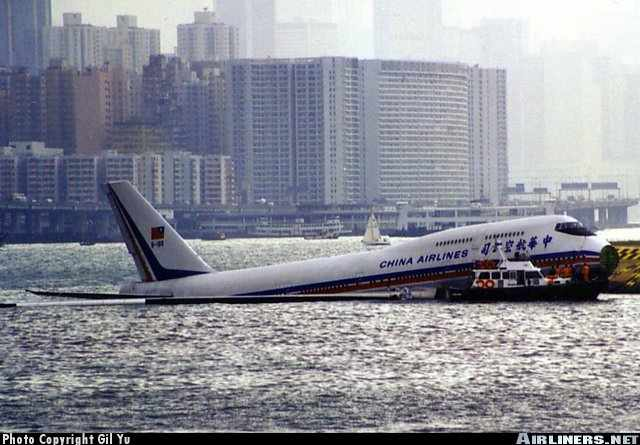 CHINA AIRLINES 司公空航華中
Photo Copyright Gil Yu
AIRLINERS.NET